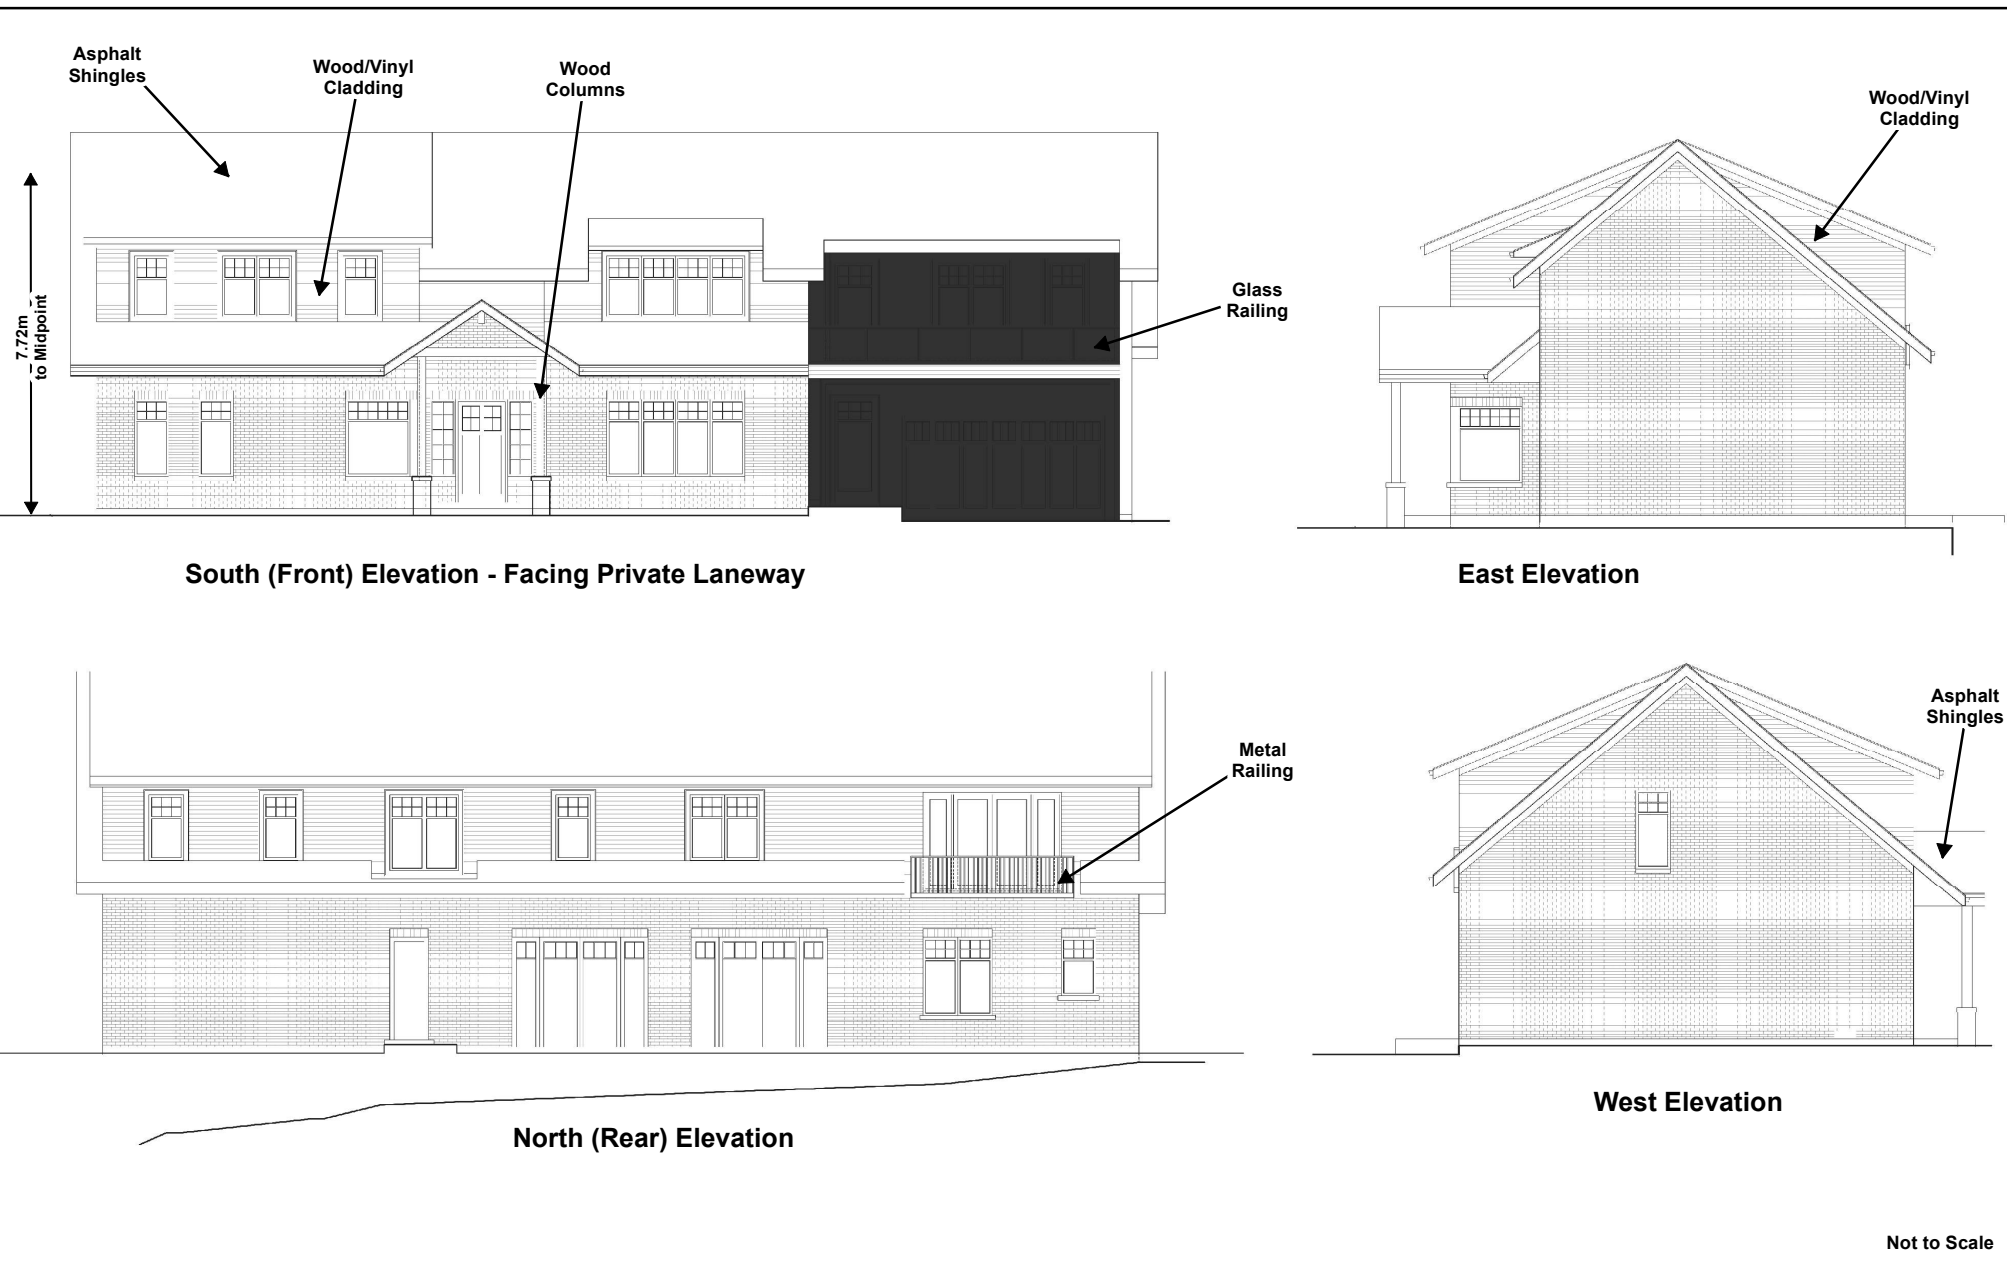 Asphalt
Shingles
Wood/Vinyl
Cladding
Wood
Columns
Wood/Vinyl
Cladding
7.72m
to Midpoint
Glass
Railing
South (Front) Elevation - Facing Private Laneway
East Elevation
Asphalt
Shingles
Metal
Railing
West Elevation
North (Rear) Elevation
Not to Scale